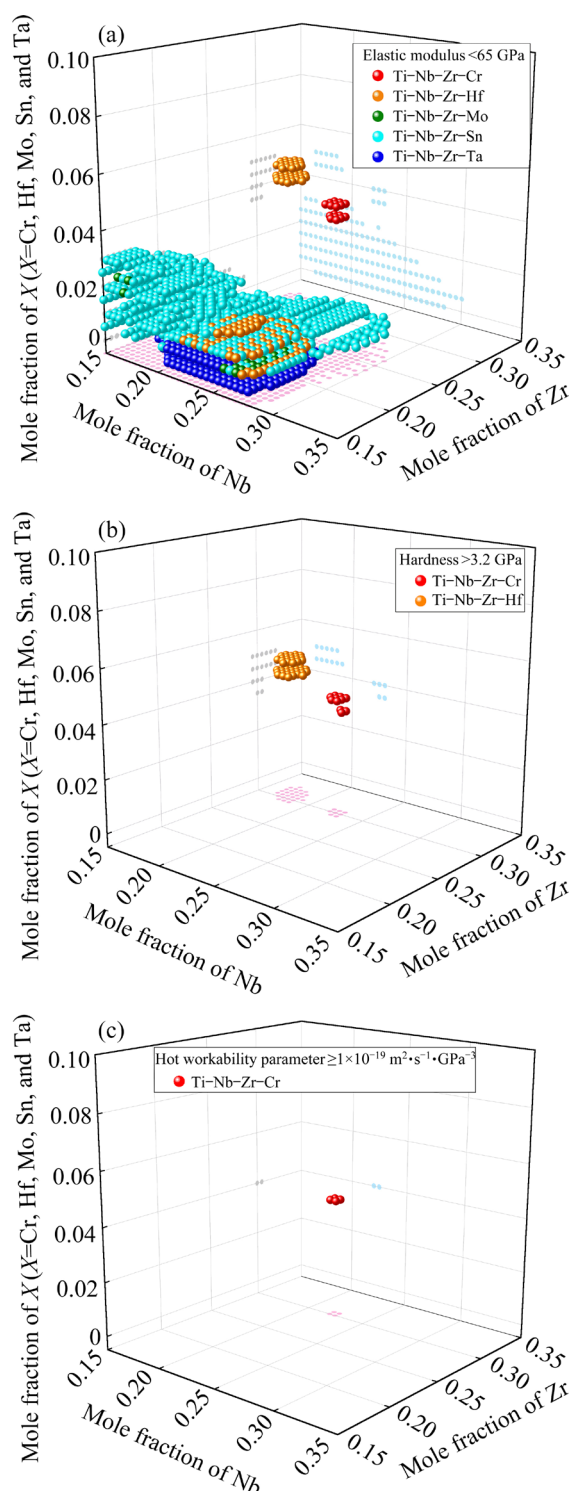 (a)
Elastic modulus <65 GPa
Ti−Nb−Zr−Cr
Ti−Nb−Zr−Hf
Ti−Nb−Zr−Mo
Ti−Nb−Zr−Sn
Ti−Nb−Zr−Ta
Mole fraction of X (X=Cr, Hf, Mo, Sn, and Ta)
0.10
0.08
0.06
0.04
0.02
0
0.15
0.20
0.25
0.30
0.35
Mole fraction of Nb
0.15
0.20
0.25
0.30
0.35
Mole fraction of Zr
(b)
Hardness >3.2 GPa
Ti−Nb−Zr−Cr
Ti−Nb−Zr−Hf
Mole fraction of X (X=Cr, Hf, Mo, Sn, and Ta)
0.10
0.08
0.06
0.04
0.02
0
0.15
0.20
0.25
0.30
0.35
Mole fraction of Nb
0.15
0.20
0.25
0.30
0.35
Mole fraction of Zr
(c)
Hot workability parameter ≥1×10⁻¹⁹ m²•s⁻¹•GPa⁻³
Ti−Nb−Zr−Cr
Mole fraction of X (X=Cr, Hf, Mo, Sn, and Ta)
0.10
0.08
0.06
0.04
0.02
0
0.15
0.20
0.25
0.30
0.35
Mole fraction of Nb
0.15
0.20
0.25
0.30
0.35
Mole fraction of Zr